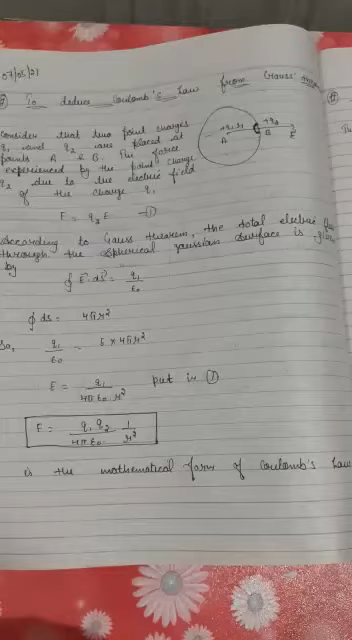 07/05/21
To deduce Coulomb's Law from Gauss'
Consider that two point charges
q₁ and q₂ are placed at
points A & B. The force
experienced by the point charge
q₂ due to the electric field
of the charge q₁
+q₁
A
+q₂
B
E
F = q₂ E —①
According to Gauss theorem, the total electric
through the spherical gaussian surface is
by
∮ E⃗.ds⃗ = q₁/ε₀
∮ ds = 4πr²
So, q₁/ε₀ = E × 4πr²
E = q₁/4πε₀ r² put in ①
F = q₁ q₂/4πε₀ 1/r²
is the mathematical form of Coulomb's Law